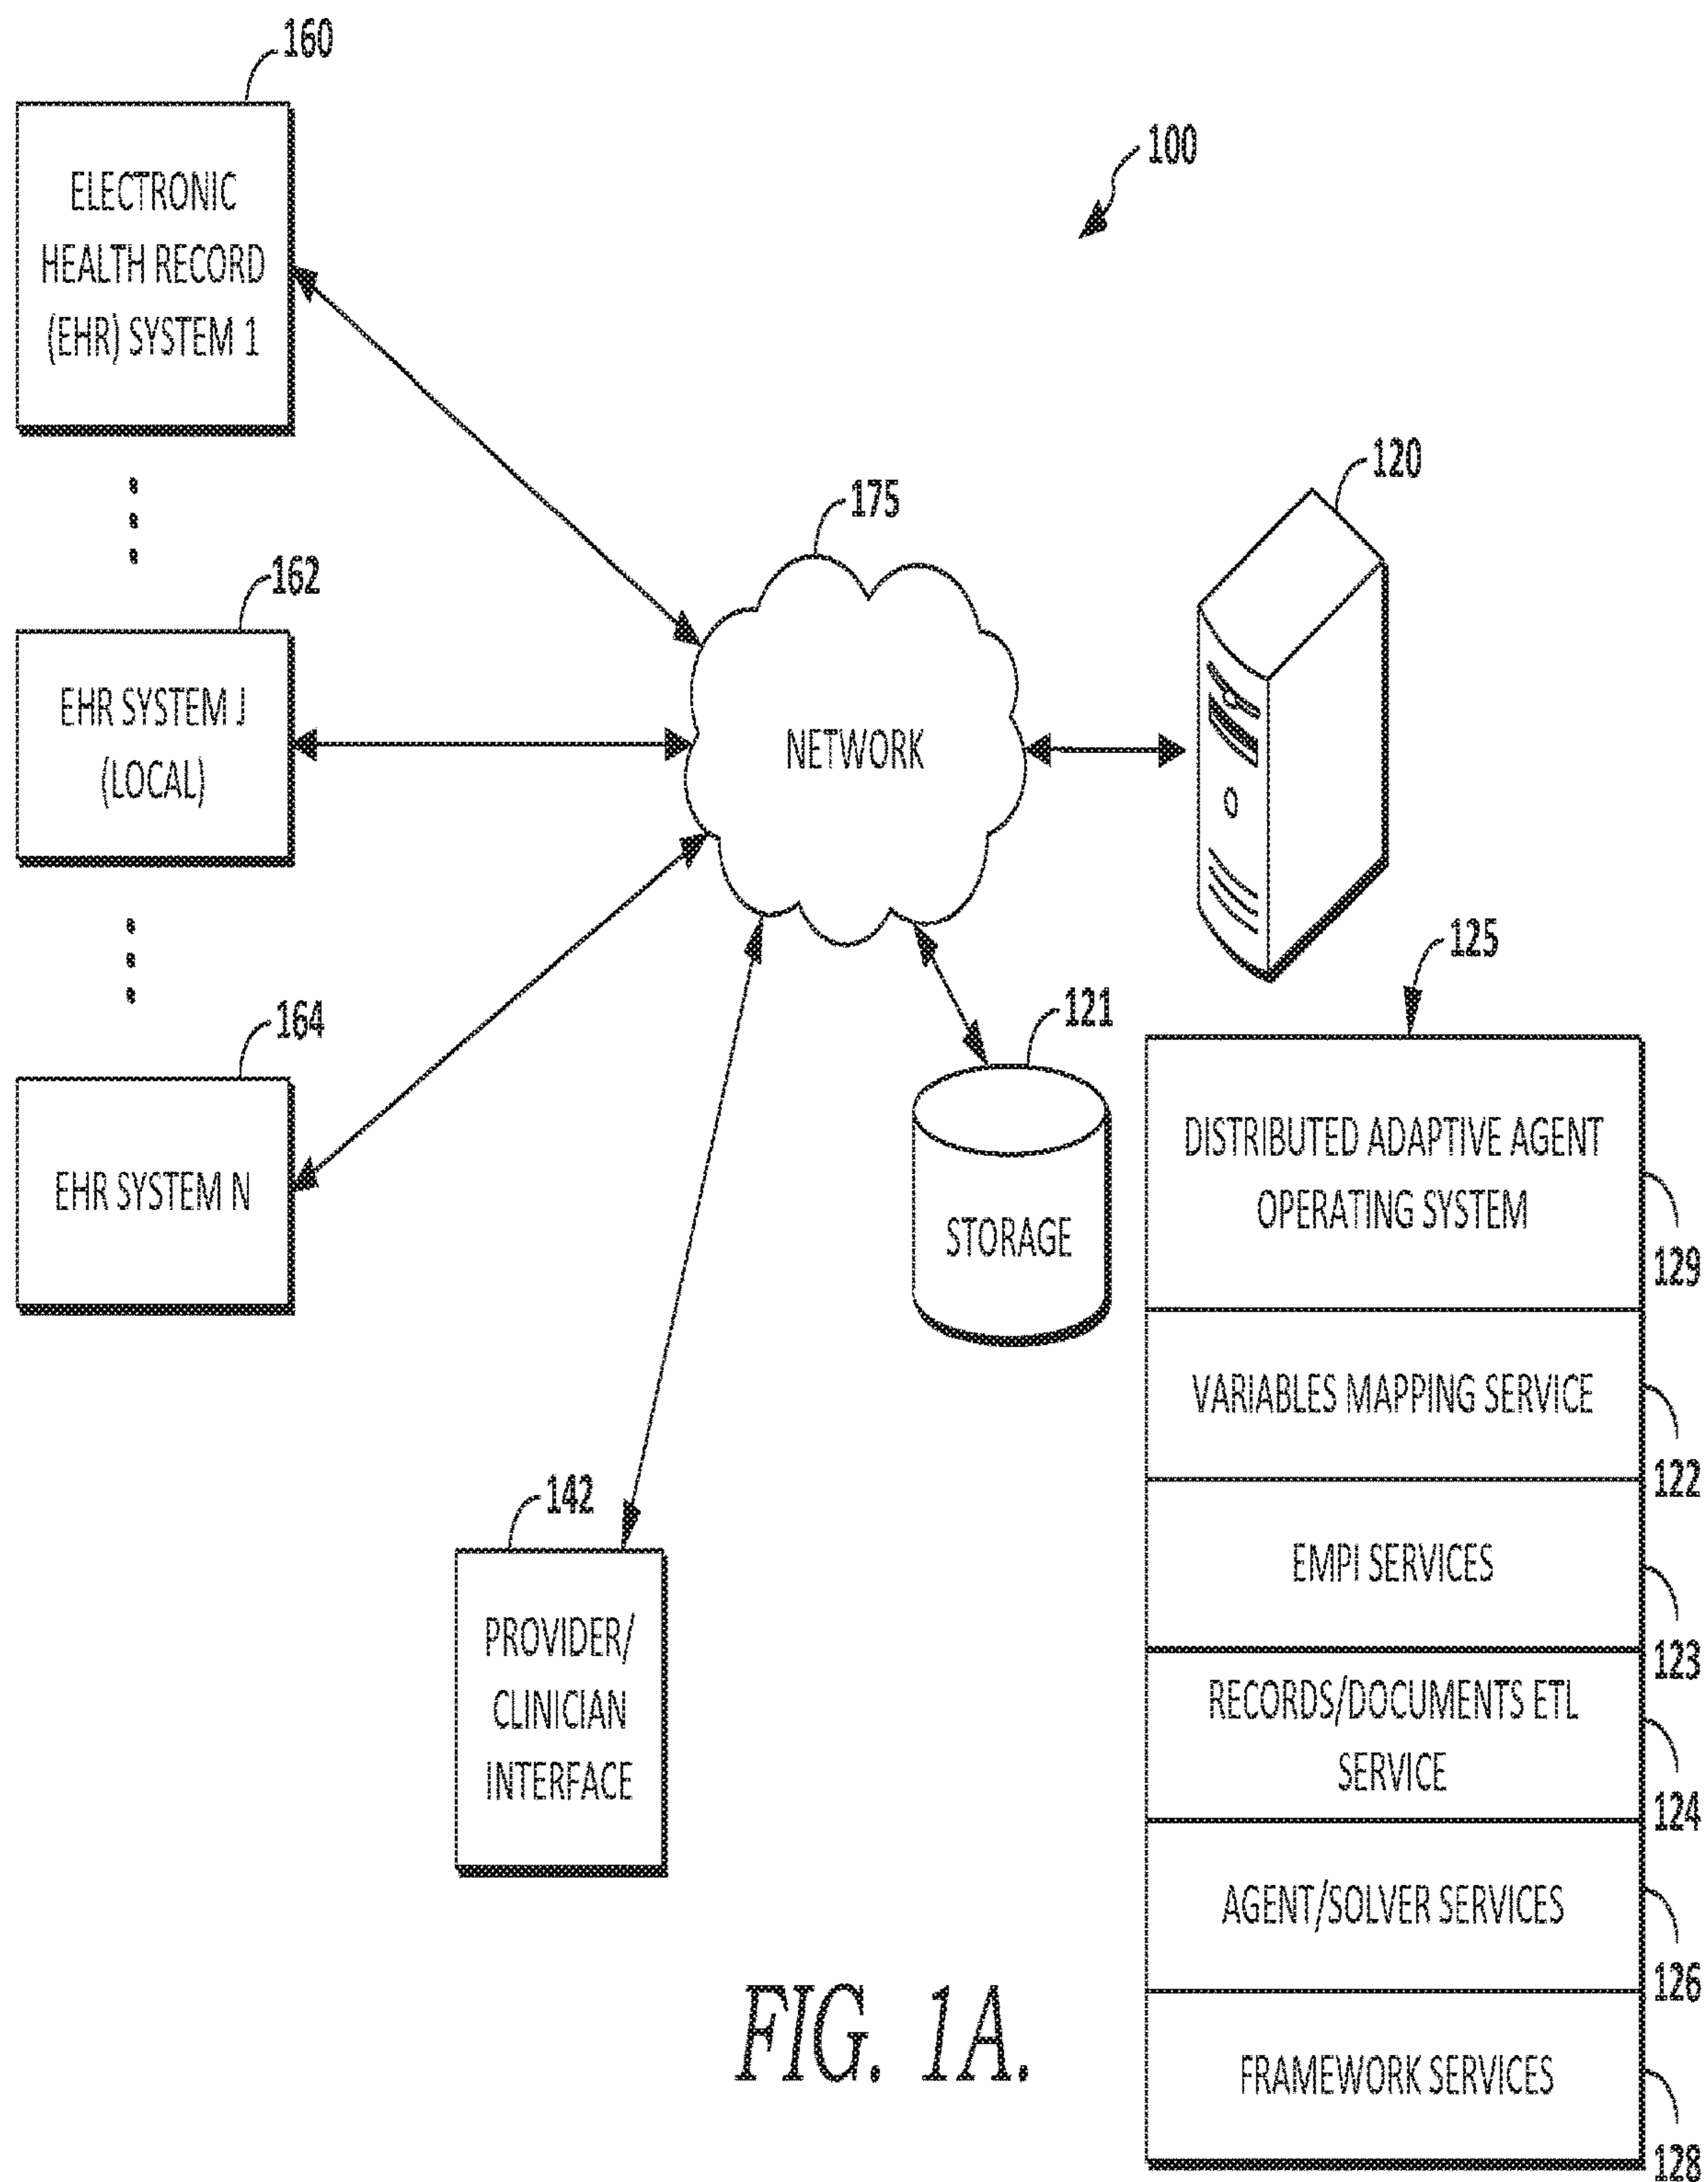 160
ELECTRONIC
HEALTH RECORD
(EHR) SYSTEM 1
100
120
175
162
EHR SYSTEM J
(LOCAL)
NETWORK
125
164
121
EHR SYSTEM N
STORAGE
DISTRIBUTED ADAPTIVE AGENT
OPERATING SYSTEM
129
VARIABLES MAPPING SERVICE
122
142
PROVIDER/
CLINICIAN
INTERFACE
EMPI SERVICES
123
RECORDS/DOCUMENTS ETL
SERVICE
124
AGENT/SOLVER SERVICES
126
FRAMEWORK SERVICES
128
FIG. 1A.